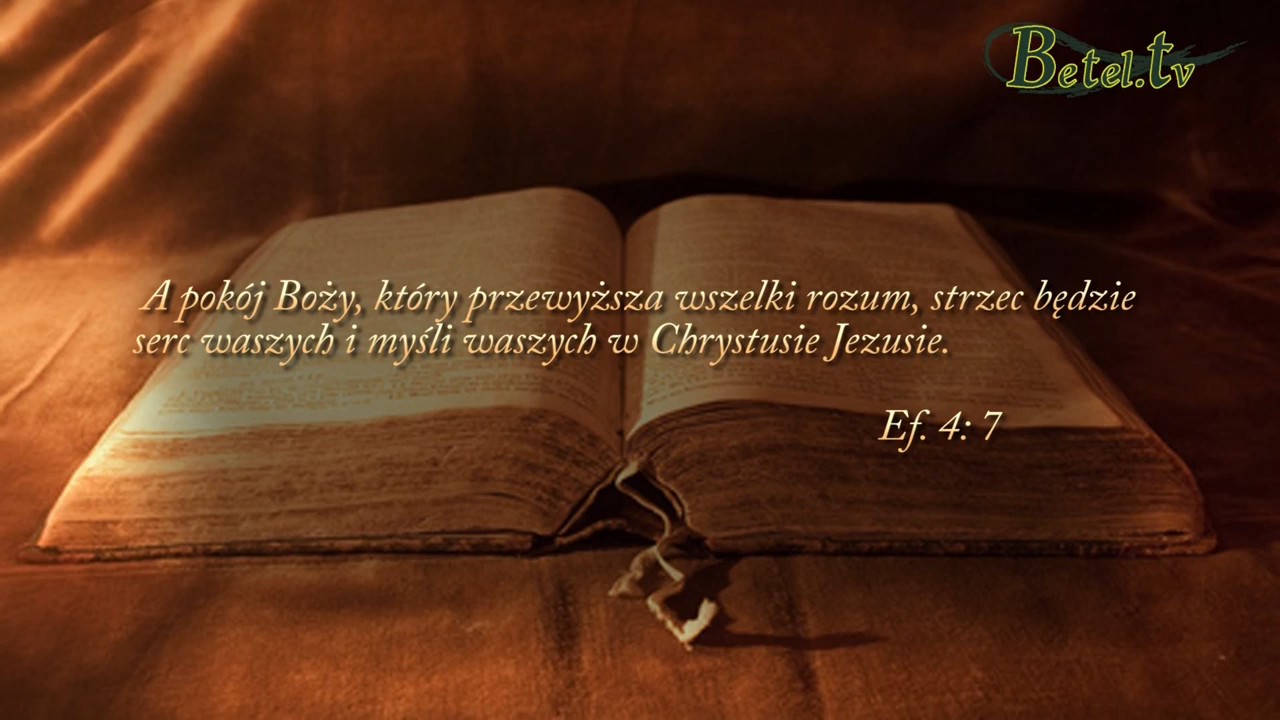 Betel.tv
A pokój Boży, który przewyższa wszelki rozum, strzec będzie
serc waszych i myśli waszych w Chrystusie Jezusie.
Ef. 4: 7